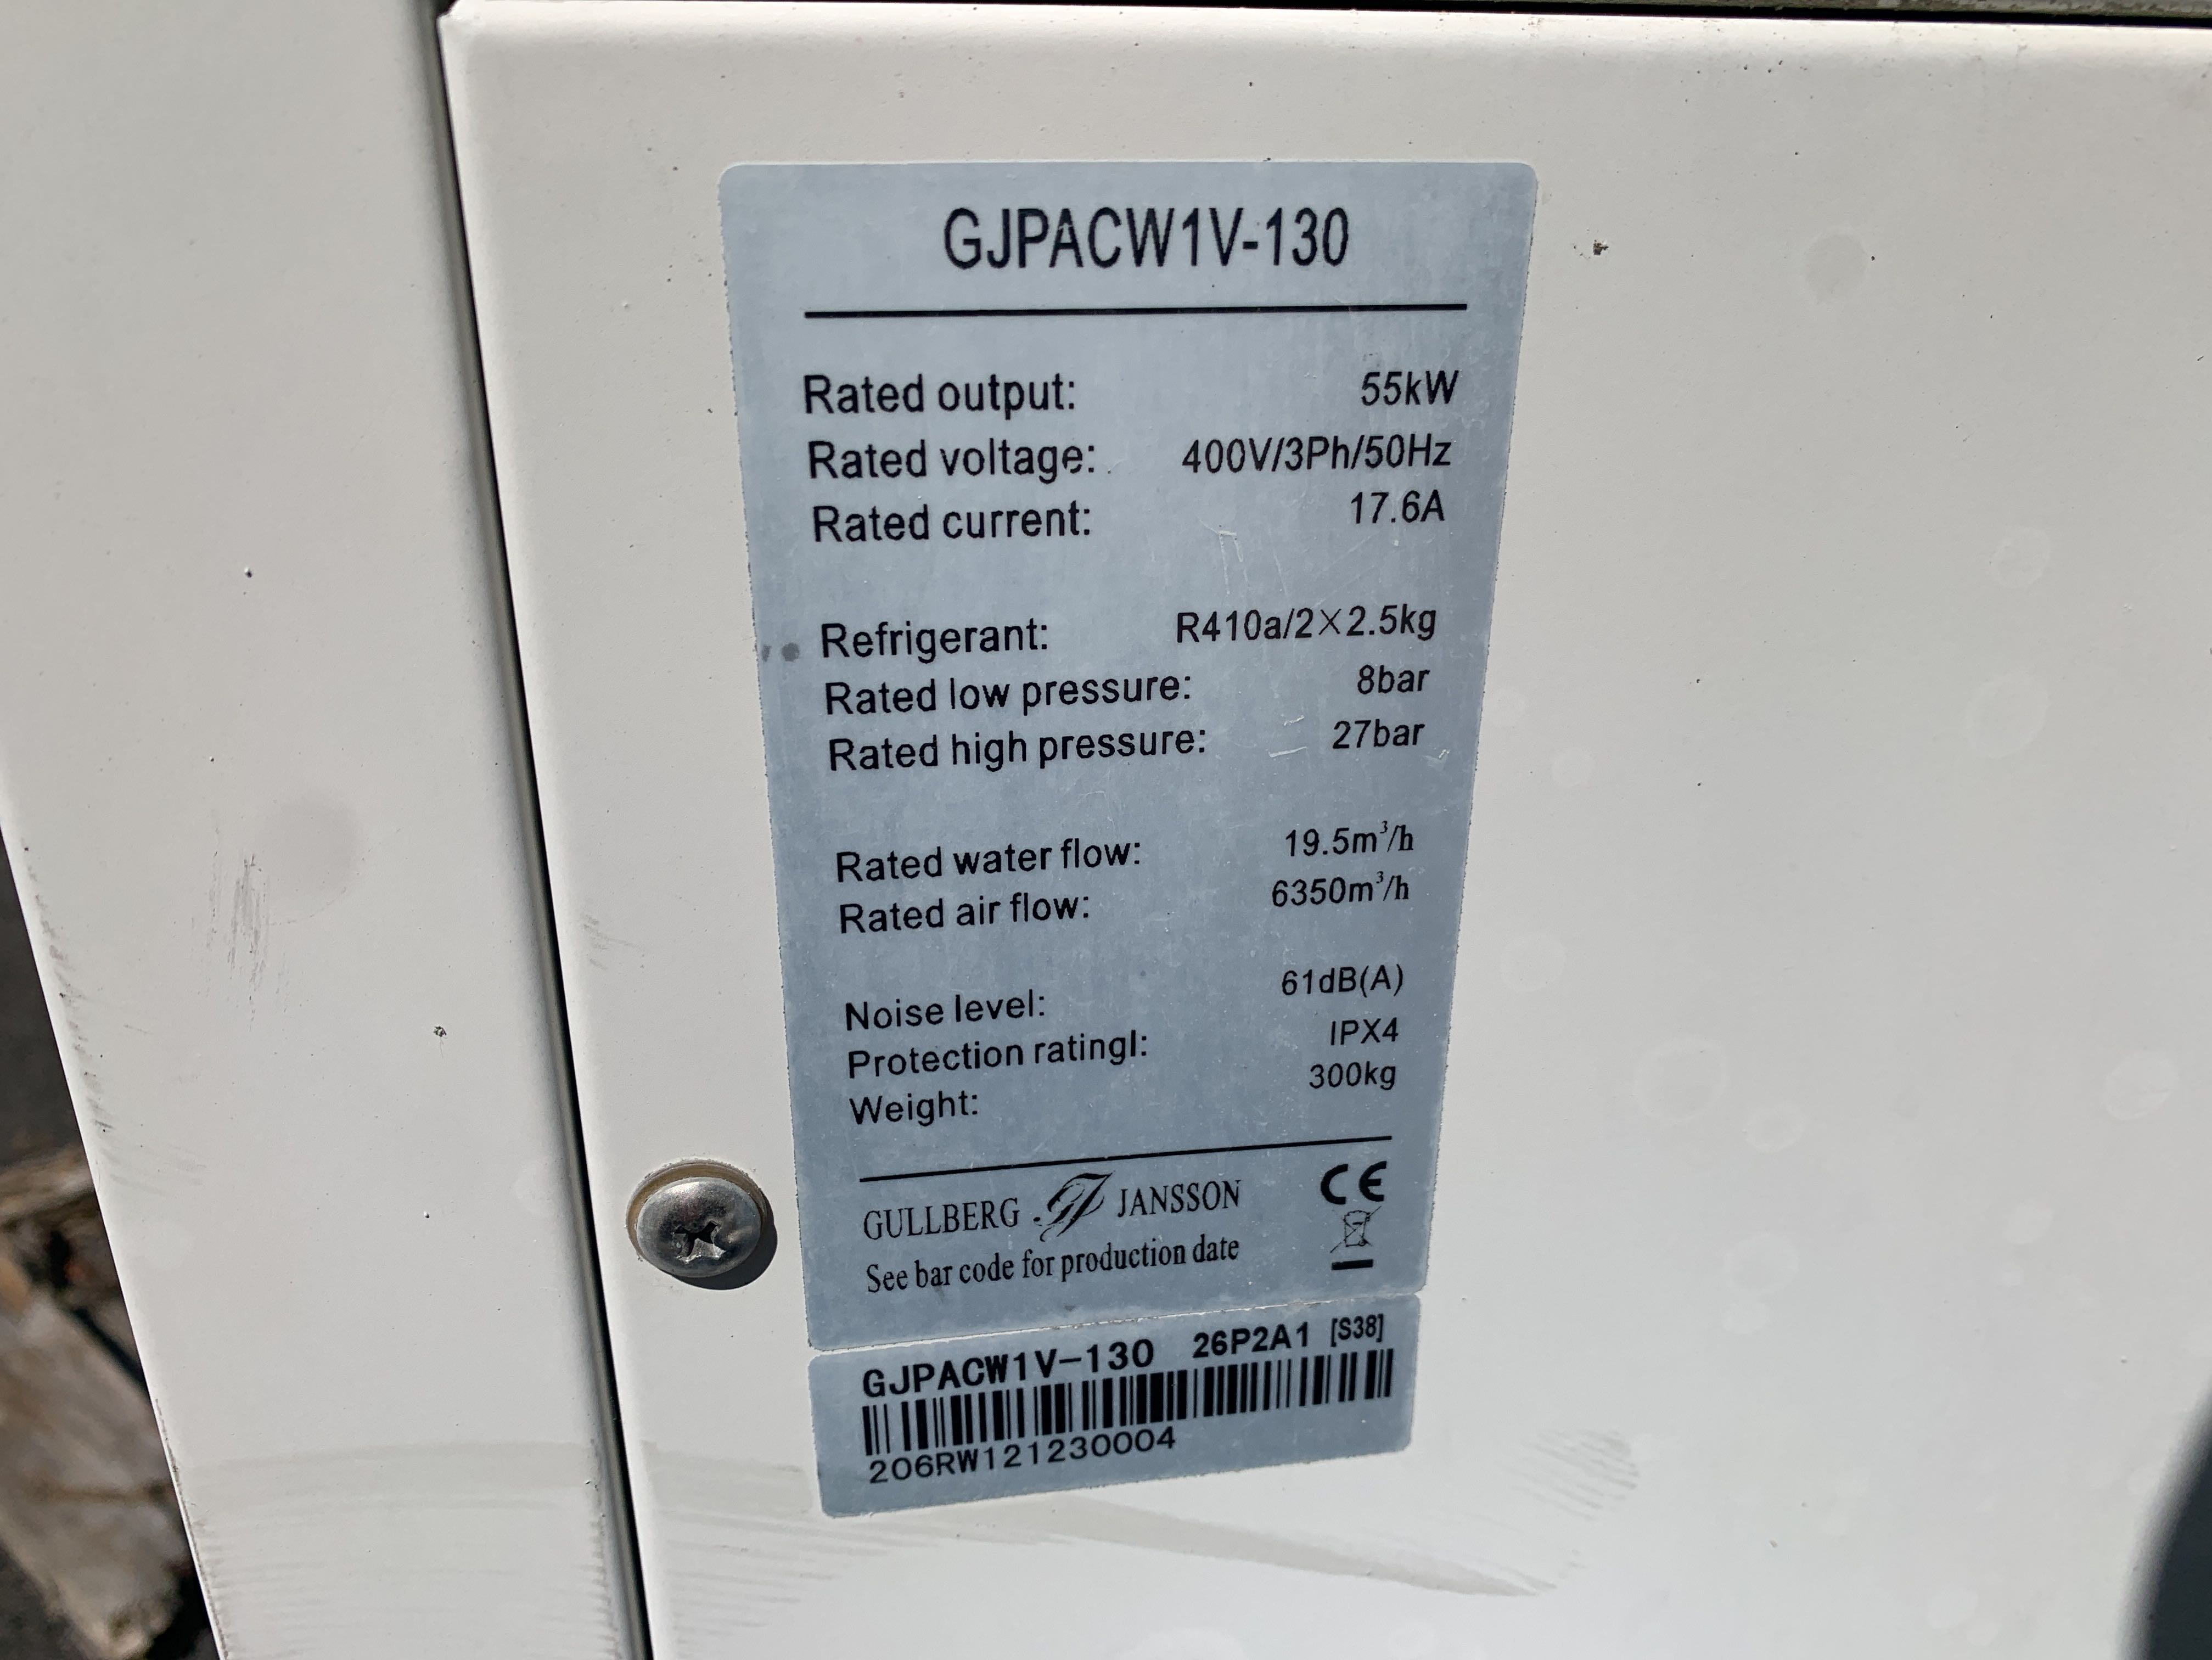 GJPACW1V-130
Rated output: 55kW
Rated voltage: 400V/3Ph/50Hz
Rated current: 17.6A
Refrigerant: R410a/2×2.5kg
Rated low pressure: 8bar
Rated high pressure: 27bar
Rated water flow: 19.5m³/h
Rated air flow: 6350m³/h
Noise level: 61dB(A)
Protection ratingl: IPX4
Weight: 300kg
GULLBERG GJ JANSSON CE
See bar code for production date
GJPACW1V-130 26P2A1 [S38]
206RW121230004